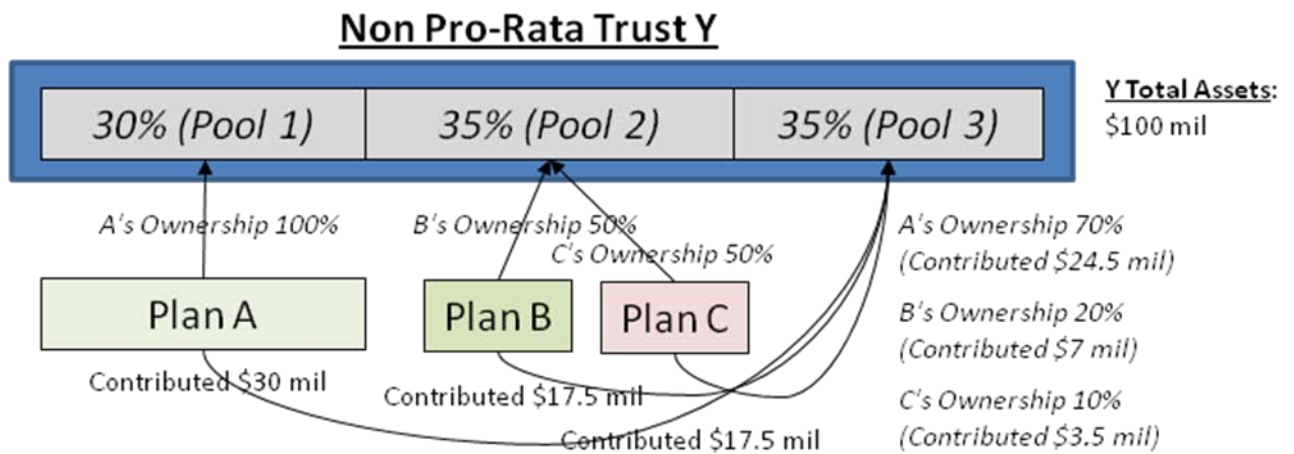 Non Pro-Rata Trust Y
30% (Pool 1)
35% (Pool 2)
35% (Pool 3)
Y Total Assets:
$100 mil
A's Ownership 100%
B's Ownership 50%
C's Ownership 50%
A's Ownership 70%
(Contributed $24.5 mil)
Plan A
Plan B
Plan C
B's Ownership 20%
(Contributed $7 mil)
Contributed $30 mil
Contributed $17.5 mil
Contributed $17.5 mil
C's Ownership 10%
(Contributed $3.5 mil)